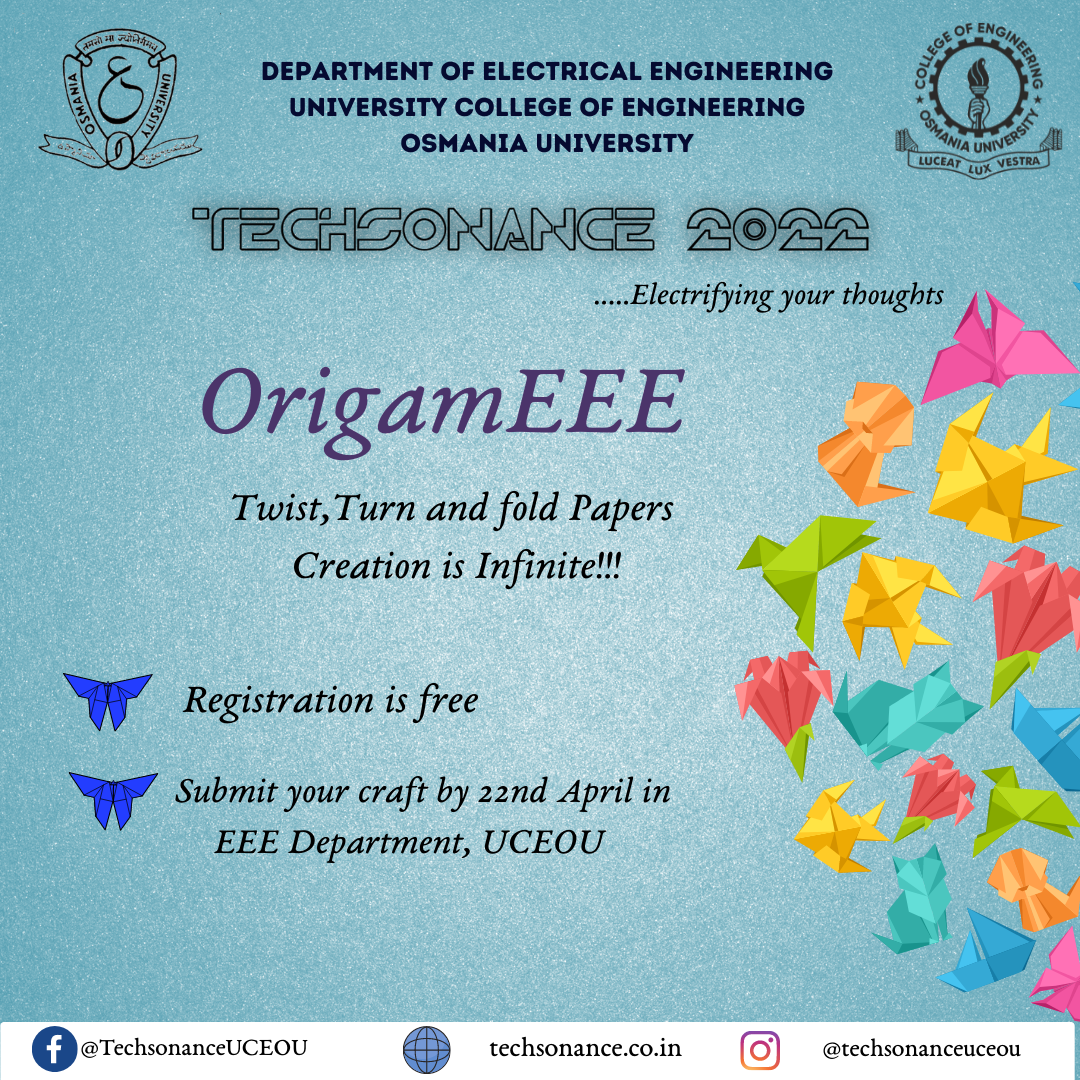 तमसो मा ज्योतिर्गमय
OSMANIA UNIVERSITY
ع
COLLEGE OF ENGINEERING
OSMANIA UNIVERSITY
LUCEAT LUX VESTRA
DEPARTMENT OF ELECTRICAL ENGINEERING
UNIVERSITY COLLEGE OF ENGINEERING
OSMANIA UNIVERSITY
TECHSONANCE 2022
.....Electrifying your thoughts
OrigamEEE
Twist,Turn and fold Papers
Creation is Infinite!!!
Registration is free
Submit your craft by 22nd April in
EEE Department, UCEOU
@TechsonanceUCEOU
techsonance.co.in
@techsonanceuceou